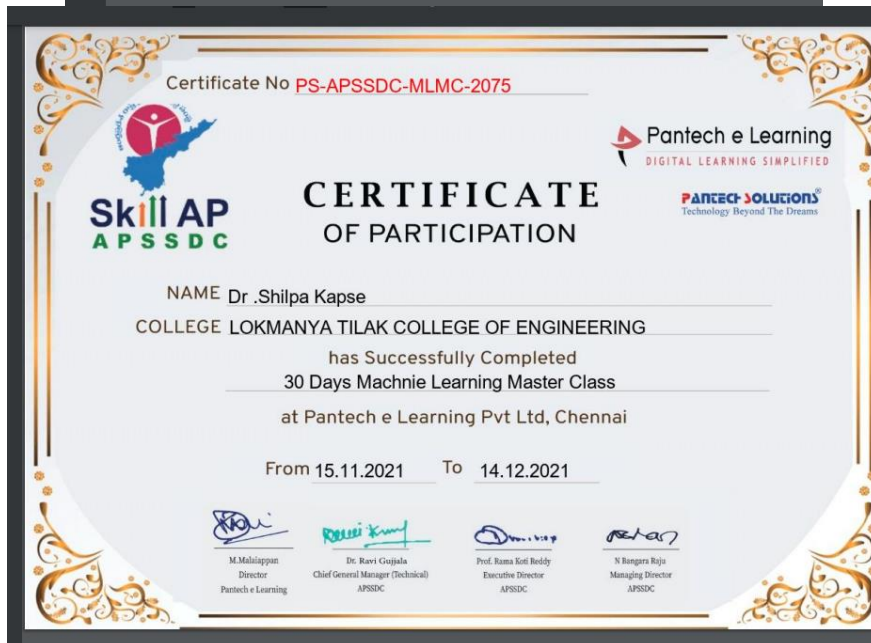 Certificate No PS-APSSDC-MLMC-2075
Skill AP
APSSDC
Pantech e Learning
DIGITAL LEARNING SIMPLIFIED
PANTECH SOLUTIONS®
Technology Beyond The Dreams
CERTIFICATE
OF PARTICIPATION
NAME Dr .Shilpa Kapse
COLLEGE LOKMANYA TILAK COLLEGE OF ENGINEERING
has Successfully Completed
30 Days Machnie Learning Master Class
at Pantech e Learning Pvt Ltd, Chennai
From 15.11.2021 To 14.12.2021
M.Malaiappan
Director
Pantech e Learning
Dr. Ravi Gujjala
Chief General Manager (Technical)
APSSDC
Prof. Rama Koti Reddy
Executive Director
APSSDC
N Bangara Raju
Managing Director
APSSDC